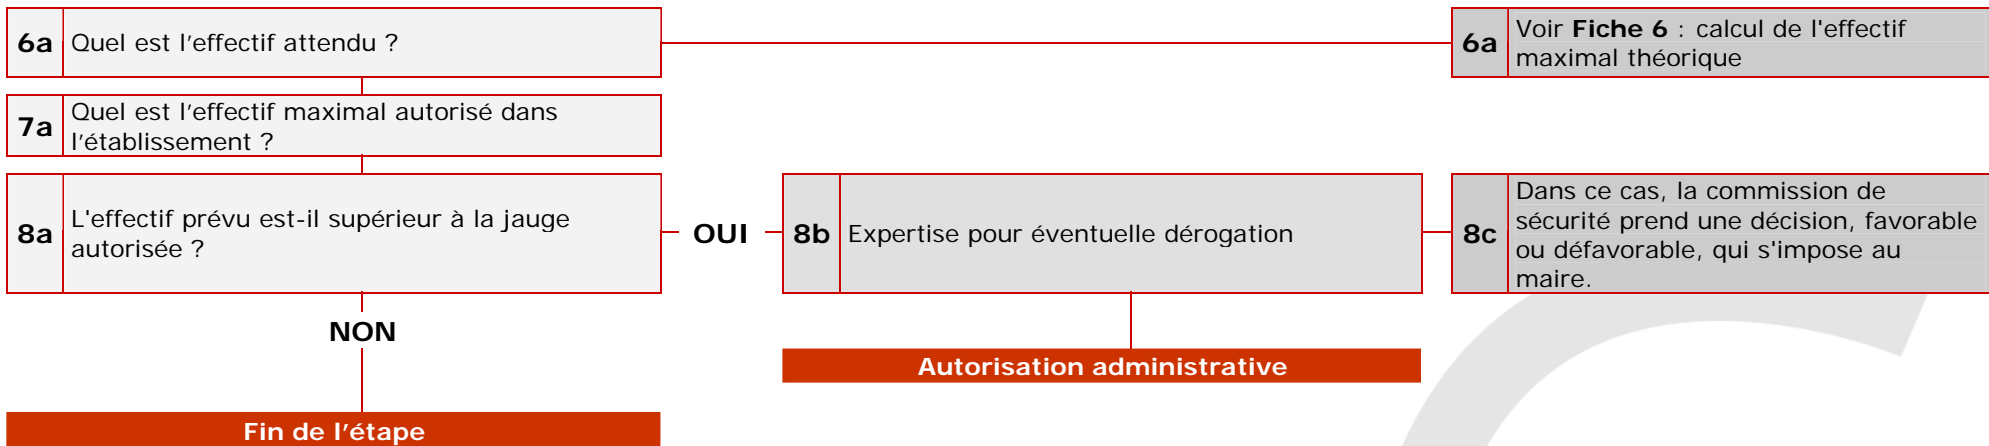 6a
Quel est l’effectif attendu ?
6a
Voir Fiche 6 : calcul de l'effectif
maximal théorique
7a
Quel est l’effectif maximal autorisé dans
l’établissement ?
8a
L'effectif prévu est-il supérieur à la jauge
autorisée ?
OUI
8b
Expertise pour éventuelle dérogation
8c
Dans ce cas, la commission de
sécurité prend une décision, favorable
ou défavorable, qui s'impose au
maire.
NON
Autorisation administrative
Fin de l’étape